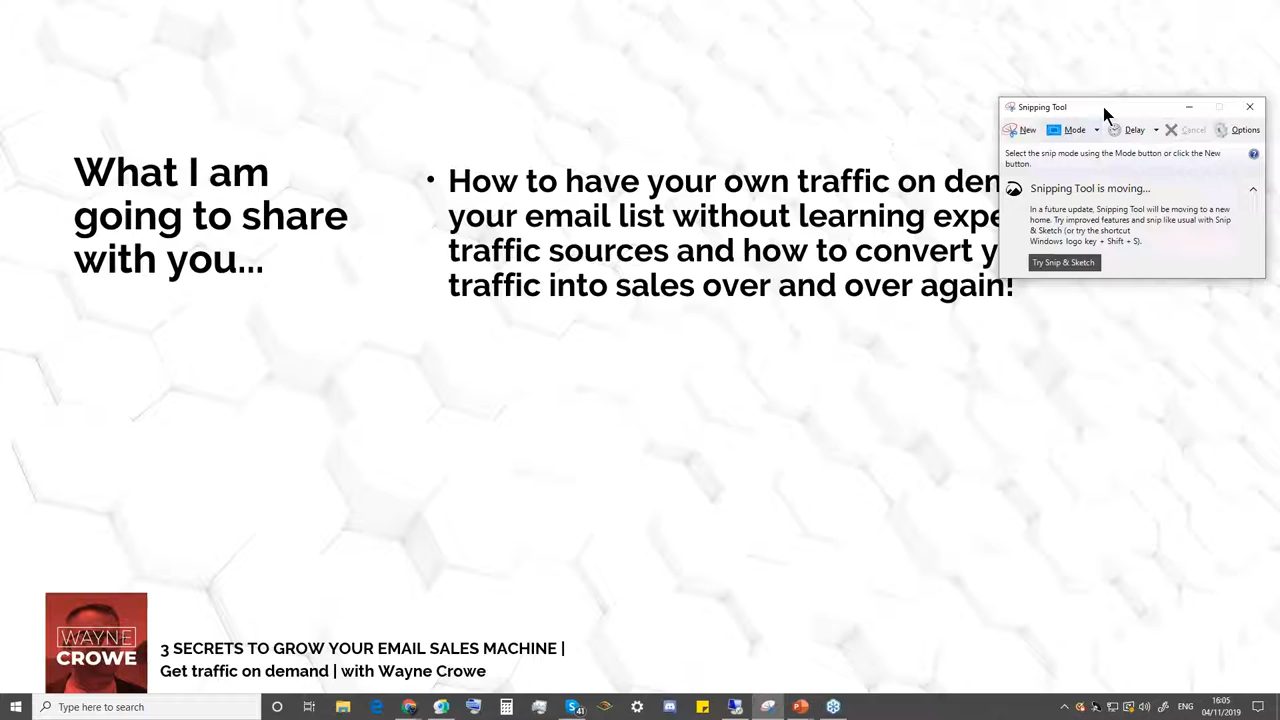 What I am
going to share
with you...
• How to have your own traffic on
your email list without learning
traffic sources and how to convert
traffic into sales over and over again!
Snipping Tool
New Mode Delay Cancel Options
Select the snip mode using the Mode button or click the New
button.
Snipping Tool is moving...
In a future update, Snipping Tool will be moving to a new
home. Try improved features and snip like usual with Snip
& Sketch (or try the shortcut
Windows logo key + Shift + S).
Try Snip & Sketch
WAYNE
CROWE
3 SECRETS TO GROW YOUR EMAIL SALES MACHINE |
Get traffic on demand | with Wayne Crowe
Type here to search
41
ENG
16:05
04/11/2019